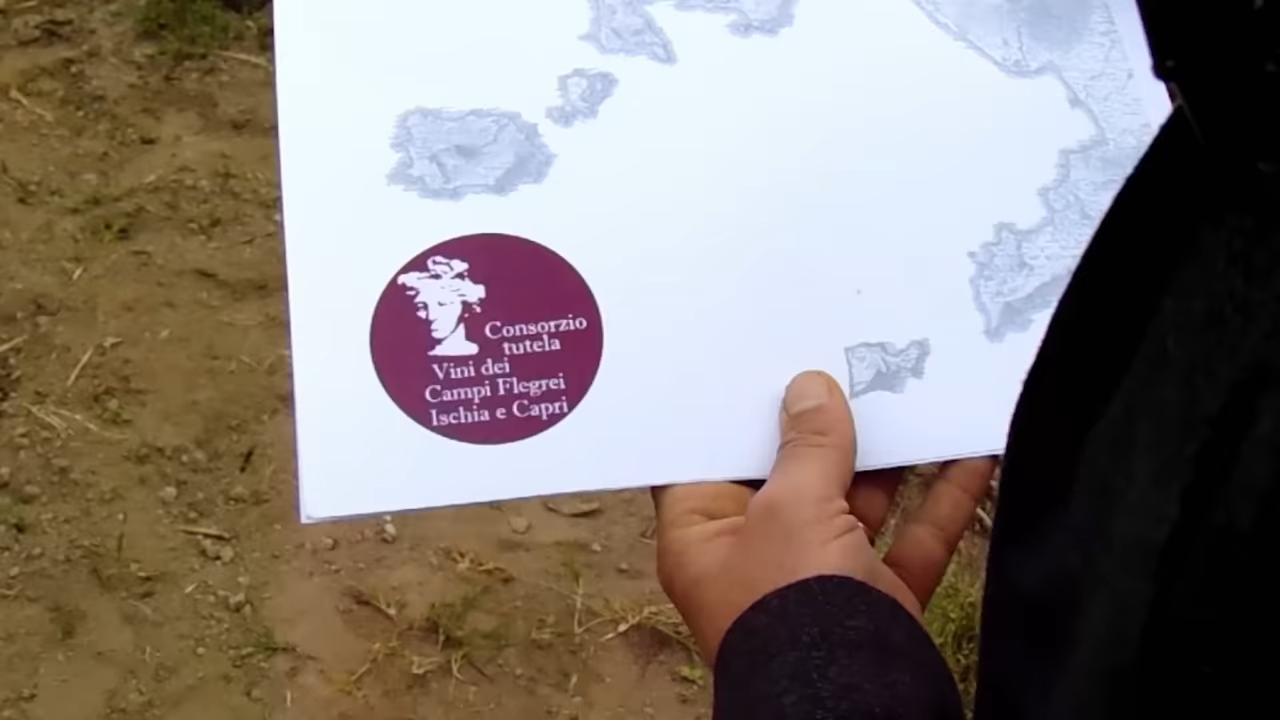 Consorzio
tutela
Vini dei
Campi Flegrei
Ischia e Capri